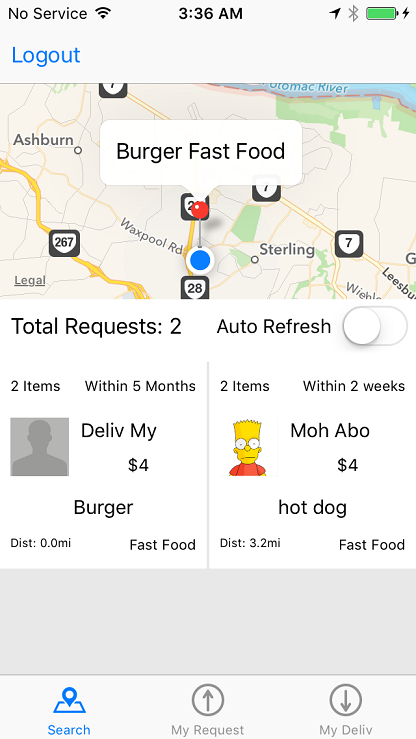 No Service 3:36 AM
Logout
7
Potomac River
Ashburn
Burger Fast Food
7
267
Waxpool Rd
Sterling
7
Legal
28
Leesbu
Total Requests: 2 Auto Refresh
2 Items Within 5 Months
Deliv My
$4
Burger
Dist: 0.0mi Fast Food
2 Items Within 2 weeks
Moh Abo
$4
hot dog
Dist: 3.2mi Fast Food
Search My Request My Deliv